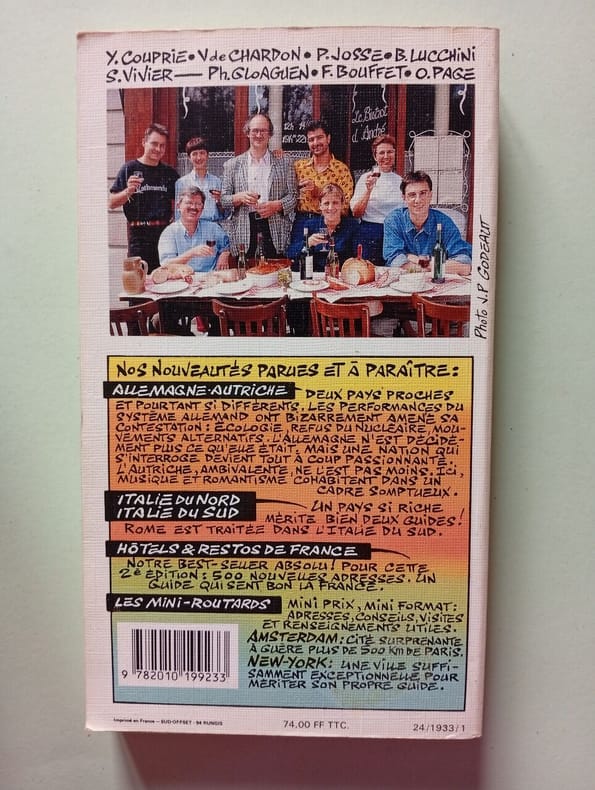 Y. COUPRIE • V de CHARDON • P. JOSSE • B. LUCCHINI
S. VIVIER — Ph. GLOAGUEN • F. BOUFFET • O. PAGE
Le Bistrot
d'André
Photo J.P GODEAUT
NOS NOUVEAUTÉS PARUES ET À PARAÎTRE :
ALLEMAGNE-AUTRICHE DEUX PAYS PROCHES
ET POURTANT SI DIFFÉRENTS. LES PERFORMANCES DU
SYSTÈME ALLEMAND ONT BIZARREMENT AMENÉ SA
CONTESTATION : ÉCOLOGIE, REFUS DU NUCLÉAIRE, MOU-
VEMENTS ALTERNATIFS. L'ALLEMAGNE N'EST DÉCIDÉ-
MENT PLUS CE QU'ELLE ÉTAIT. MAIS UNE NATION QUI
S'INTERROGE DEVIENT TOUT À COUP PASSIONNANTE.
L'AUTRICHE, AMBIVALENTE, NE L'EST PAS MOINS. ICI,
MUSIQUE ET ROMANTISME COHABITENT DANS UN
CADRE SOMPTUEUX.
ITALIE DU NORD UN PAYS SI RICHE
ITALIE DU SUD MÉRITE BIEN DEUX GUIDES !
ROME EST TRAITÉE DANS L'ITALIE DU SUD.
HÔTELS & RESTOS DE FRANCE
NOTRE BEST-SELLER ABSOLU ! POUR CETTE
2e ÉDITION : 500 NOUVELLES ADRESSES. UN
GUIDE QUI SENT BON LA FRANCE.
LES MINI-ROUTARDS MINI PRIX, MINI FORMAT :
ADRESSES, CONSEILS, VISITES
ET RENSEIGNEMENTS UTILES.
AMSTERDAM : CITÉ SURPRENANTE
À GUÈRE PLUS DE 500 Km DE PARIS.
NEW-YORK : UNE VILLE SUFFI-
SAMMENT EXCEPTIONNELLE POUR
MÉRITER SON PROPRE GUIDE.
9 782010 199233
Imprimé en France — SUD-OFFSET - 94 RUNGIS
74,00 FF TTC.
24/1933/1